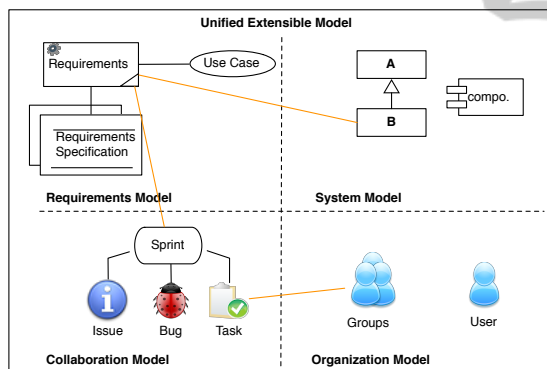 Unified Extensible Model
Requirements
Use Case
Requirements
Specification
Requirements Model
A
B
compo.
System Model
Sprint
Issue
Bug
Task
Collaboration Model
Groups
User
Organization Model